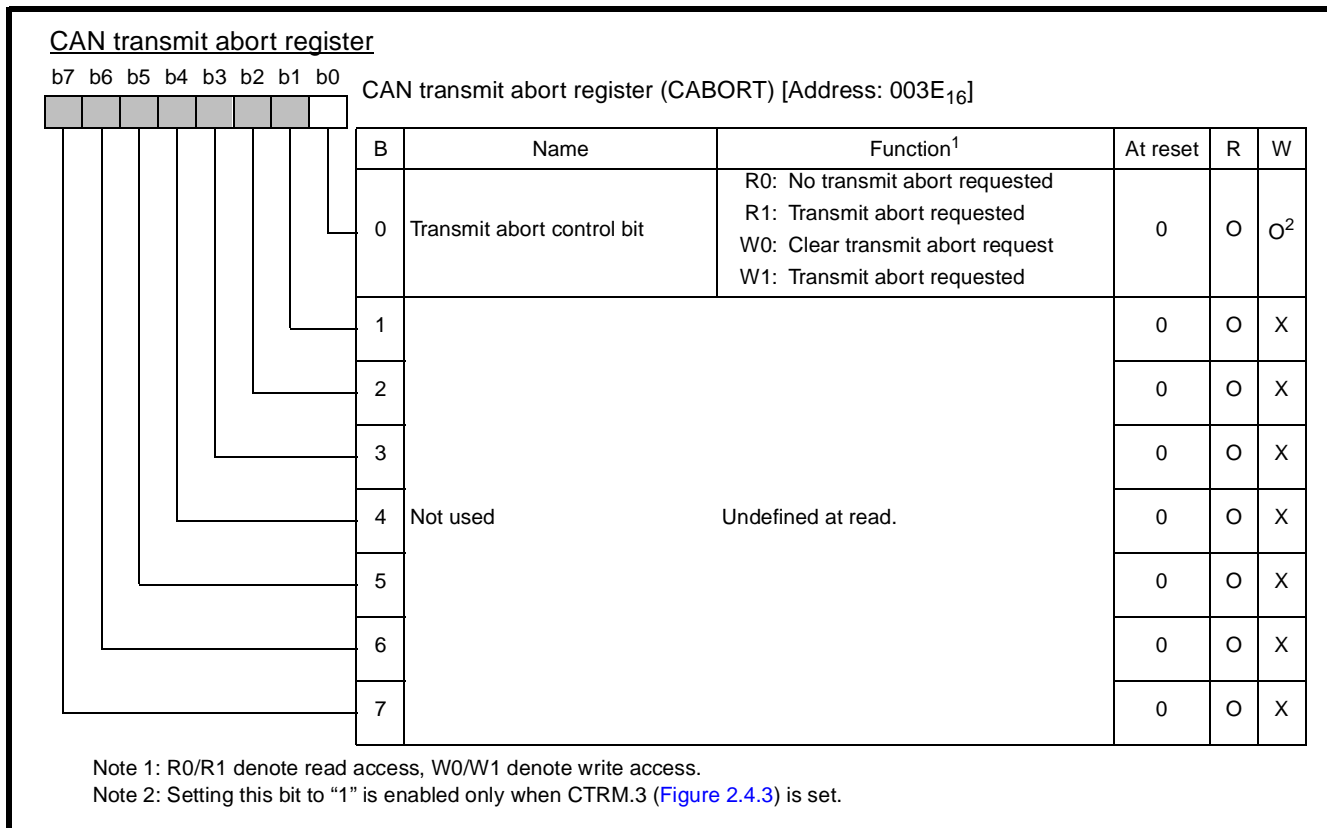 CAN transmit abort register
b7 b6 b5 b4 b3 b2 b1 b0
CAN transmit abort register (CABORT) [Address: 003E16]
B Name Function1 At reset R W
0 Transmit abort control bit R0: No transmit abort requested 0 O O2
R1: Transmit abort requested
W0: Clear transmit abort request
W1: Transmit abort requested
1 0 O X
2 0 O X
3 0 O X
4 Not used Undefined at read. 0 O X
5 0 O X
6 0 O X
7 0 O X
Note 1: R0/R1 denote read access, W0/W1 denote write access.
Note 2: Setting this bit to “1” is enabled only when CTRM.3 (Figure 2.4.3) is set.